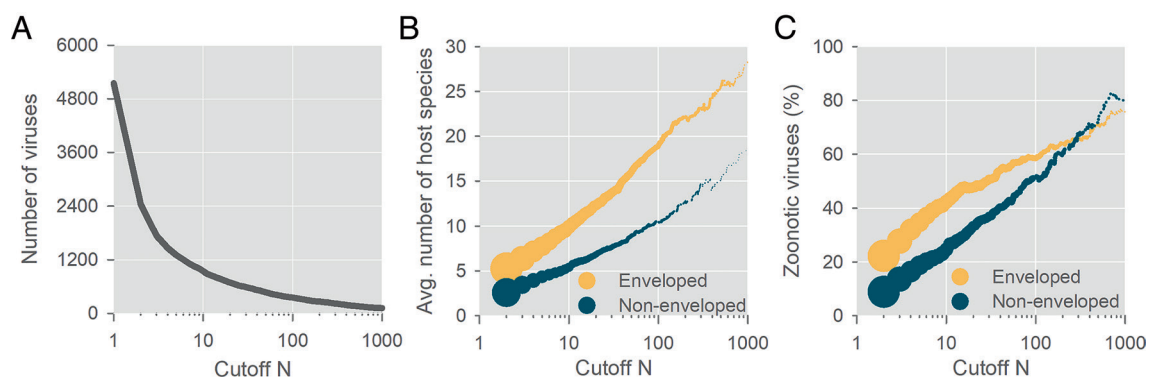 A
Number of viruses
6000
4800
3600
2400
1200
0
1 10 100 1000
Cutoff N
B
Avg. number of host species
30
25
20
15
10
5
0
Enveloped
Non-enveloped
1 10 100 1000
Cutoff N
C
Zoonotic viruses (%)
100
80
60
40
20
0
Enveloped
Non-enveloped
1 10 100 1000
Cutoff N